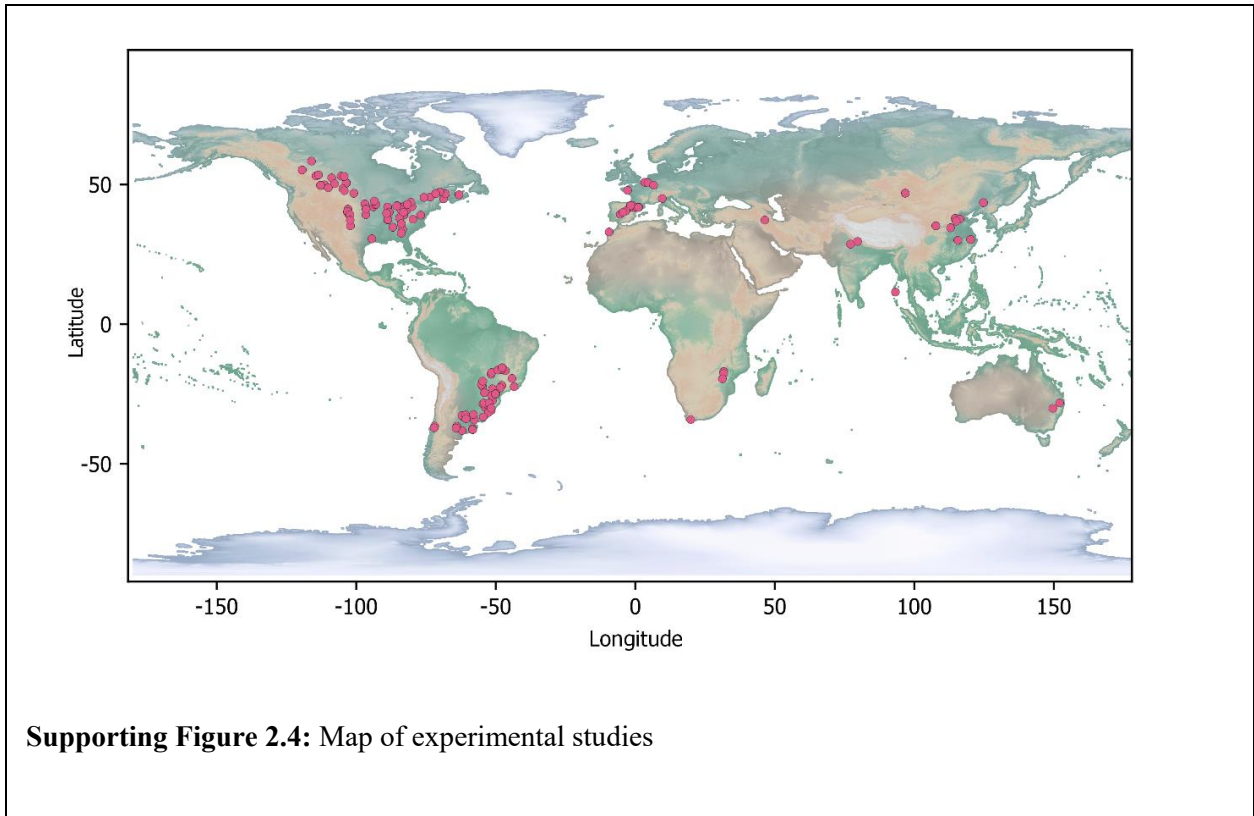 Latitude
50
0
-50
-150 -100 -50 0 50 100 150
Longitude
Supporting Figure 2.4: Map of experimental studies